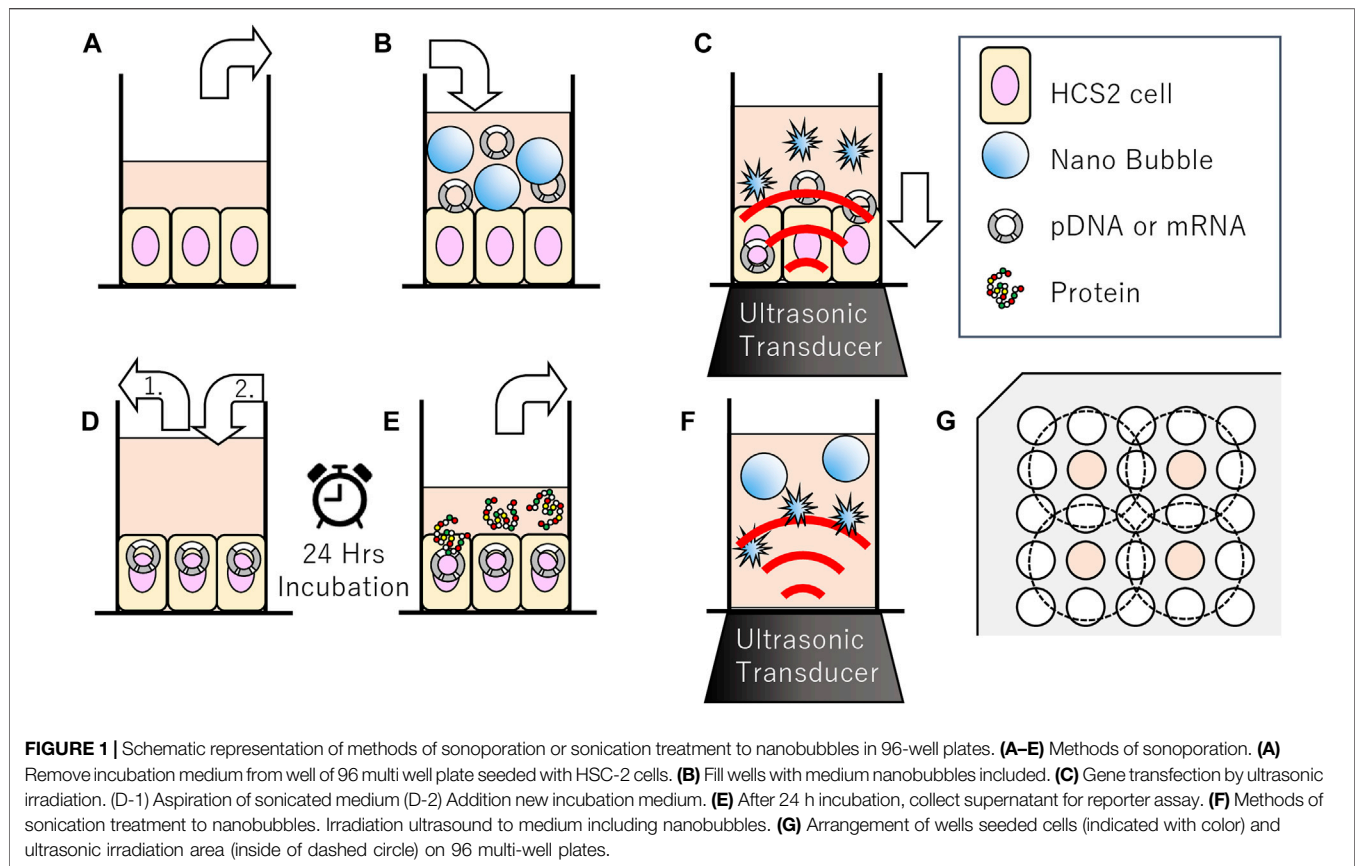 A
B
C
HCS2 cell
Nano Bubble
pDNA or mRNA
Protein
Ultrasonic
Transducer
D
1.
2.
24 Hrs
Incubation
E
F
Ultrasonic
Transducer
G
FIGURE 1 | Schematic representation of methods of sonoporation or sonication treatment to nanobubbles in 96-well plates. (A–E) Methods of sonoporation. (A)
Remove incubation medium from well of 96 multi well plate seeded with HSC-2 cells. (B) Fill wells with medium nanobubbles included. (C) Gene transfection by ultrasonic
irradiation. (D-1) Aspiration of sonicated medium (D-2) Addition new incubation medium. (E) After 24 h incubation, collect supernatant for reporter assay. (F) Methods of
sonication treatment to nanobubbles. Irradiation ultrasound to medium including nanobubbles. (G) Arrangement of wells seeded cells (indicated with color) and
ultrasonic irradiation area (inside of dashed circle) on 96 multi-well plates.